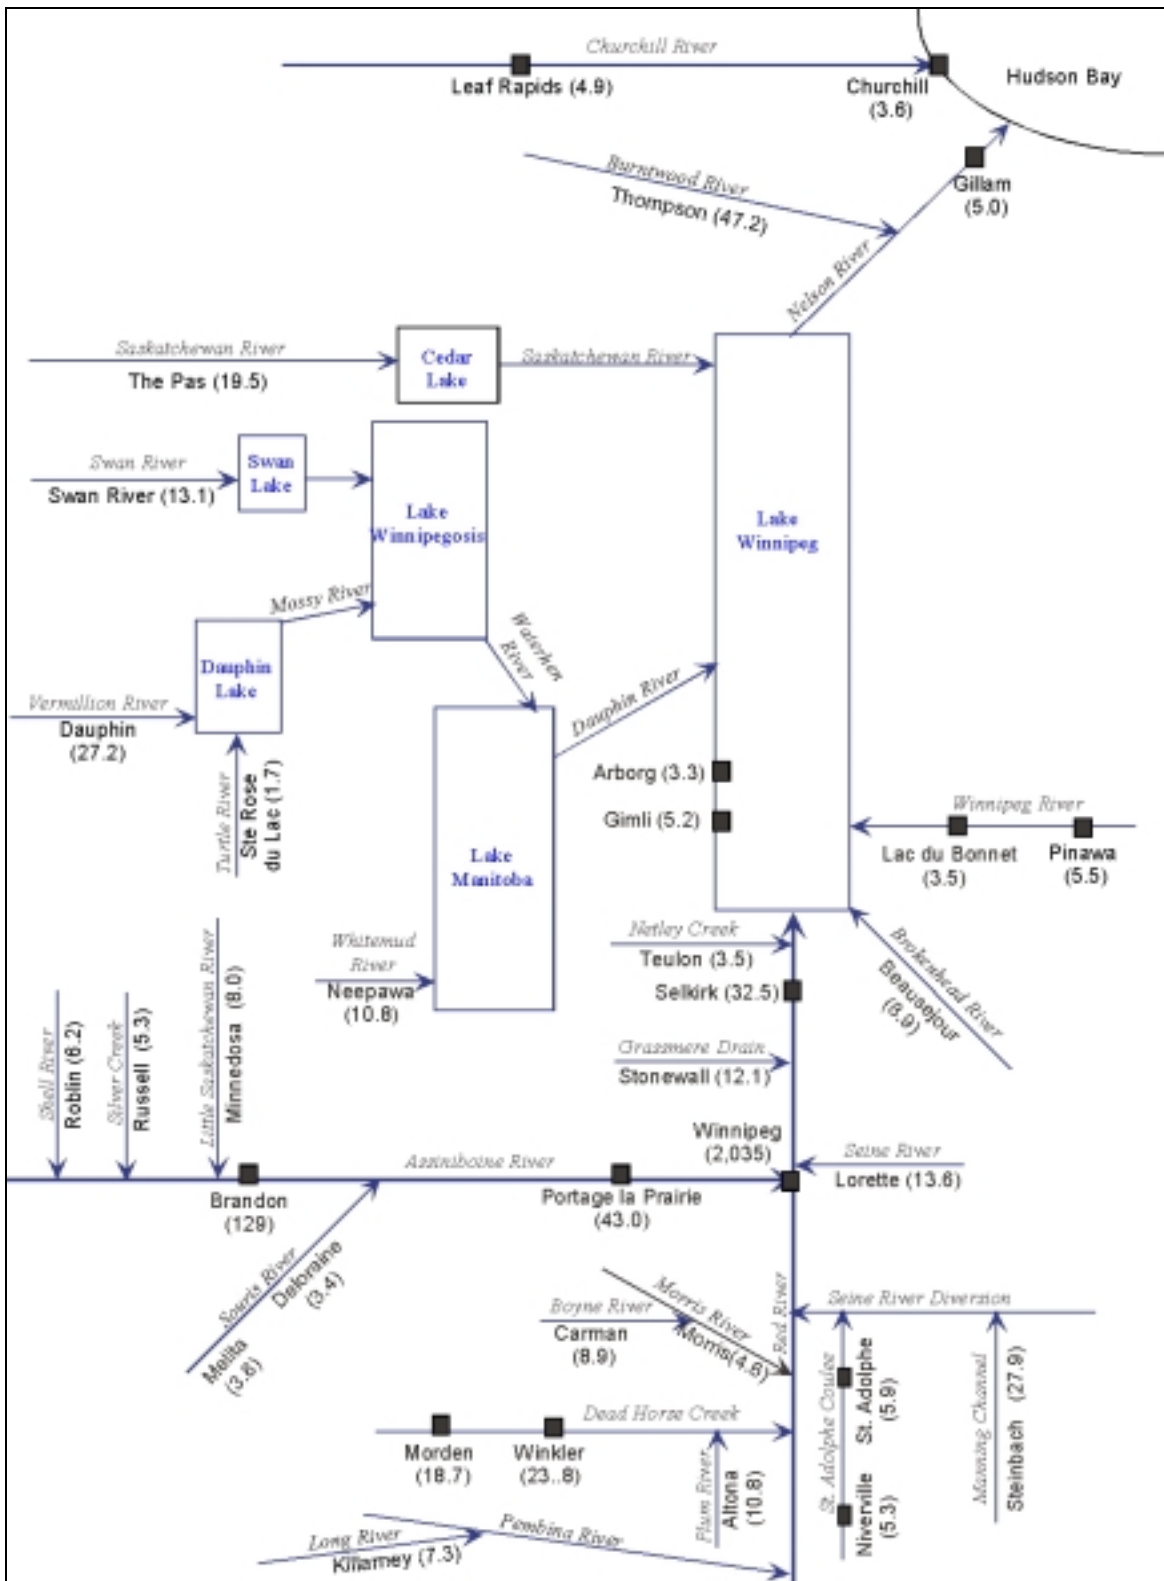 Churchill River
Leaf Rapids (4.9)
Churchill
(3.6)
Hudson Bay
Burntwood River
Thompson (47.2)
Gillam
(5.0)
Nelson River
Saskatchewan River
The Pas (19.5)
Cedar
Lake
Saskatchewan River
Swan River
Swan River (13.1)
Swan
Lake
Lake
Winnipegosis
Lake
Winnipeg
Mossy River
Waterhen
River
Dauphin
Lake
Vermillion River
Dauphin
(27.2)
Turtle River
Ste Rose
du Lac (1.7)
Dauphin River
Arborg (3.3)
Gimli (5.2)
Winnipeg River
Lac du Bonnet
(3.5)
Pinawa
(5.5)
Lake
Manitoba
Whitemud
River
Neepawa
(10.8)
Netley Creek
Teulon (3.5)
Selkirk (32.5)
Brokenhead River
Beausejour
(8.9)
Grassmere Drain
Stonewall (12.1)
Shell River
Roblin (6.2)
Silver Creek
Russell (5.3)
Little Saskatchewan River
Minnedosa (8.0)
Winnipeg
(2,035)
Seine River
Lorette (13.6)
Assiniboine River
Brandon
(129)
Portage la Prairie
(43.0)
Souris River
Deloraine
(3.4)
Melita
(3.8)
Red River
Morris River
Morris(4.8)
Boyne River
Carman
(8.9)
Seine River Diversion
St. Adolphe Coulee
St. Adolphe
(5.9)
Niverville
(5.3)
Manning Channel
Steinbach (27.9)
Dead Horse Creek
Morden
(18.7)
Winkler
(23..8)
Plum River
Altona
(10.8)
Pembina River
Long River
Killarney (7.3)